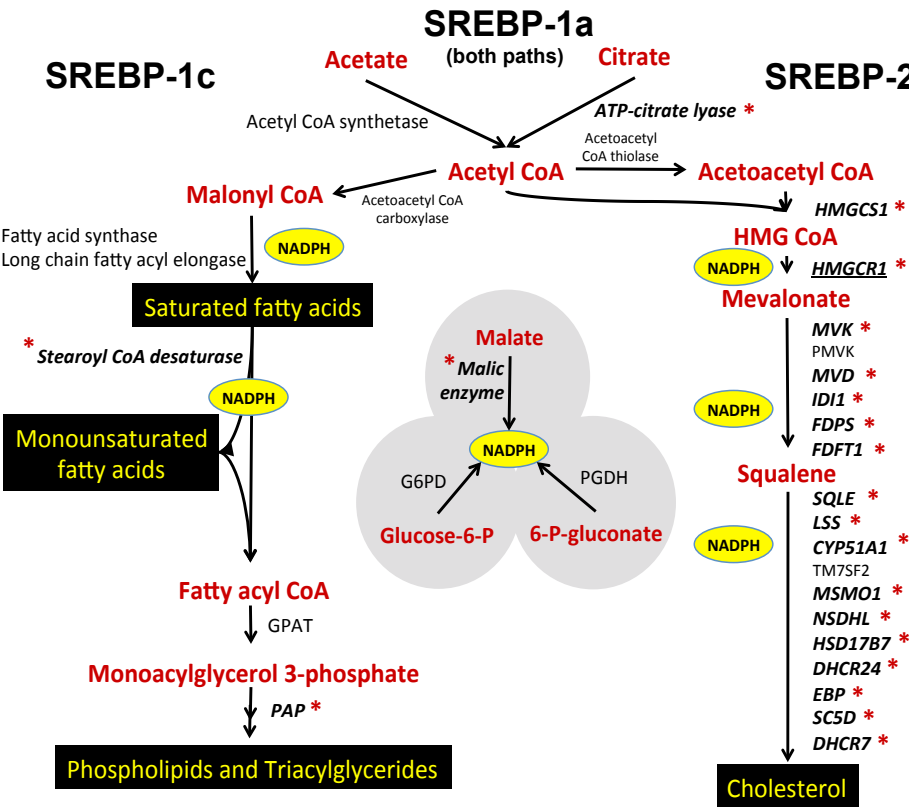 SREBP-1a
(both paths)
SREBP-1c
SREBP-2
Acetate
Citrate
Acetyl CoA synthetase
ATP-citrate lyase *
Acetoacetyl
CoA thiolase
Acetyl CoA
Acetoacetyl CoA
Malonyl CoA
Acetoacetyl CoA
carboxylase
HMGCS1 *
Fatty acid synthase
Long chain fatty acyl elongase
NADPH
HMG CoA
NADPH
HMGCR1 *
Saturated fatty acids
Mevalonate
* Stearoyl CoA desaturase
NADPH
Monounsaturated
fatty acids
Malate
* Malic
enzyme
NADPH
G6PD
PGDH
Glucose-6-P
6-P-gluconate
MVK *
PMVK
MVD *
IDI1 *
NADPH
FDPS *
FDFT1 *
Squalene
SQLE *
LSS *
NADPH
CYP51A1 *
TM7SF2
MSMO1 *
NSDHL *
HSD17B7 *
DHCR24 *
EBP *
SC5D *
DHCR7 *
Cholesterol
Fatty acyl CoA
GPAT
Monoacylglycerol 3-phosphate
PAP *
Phospholipids and Triacylglycerides